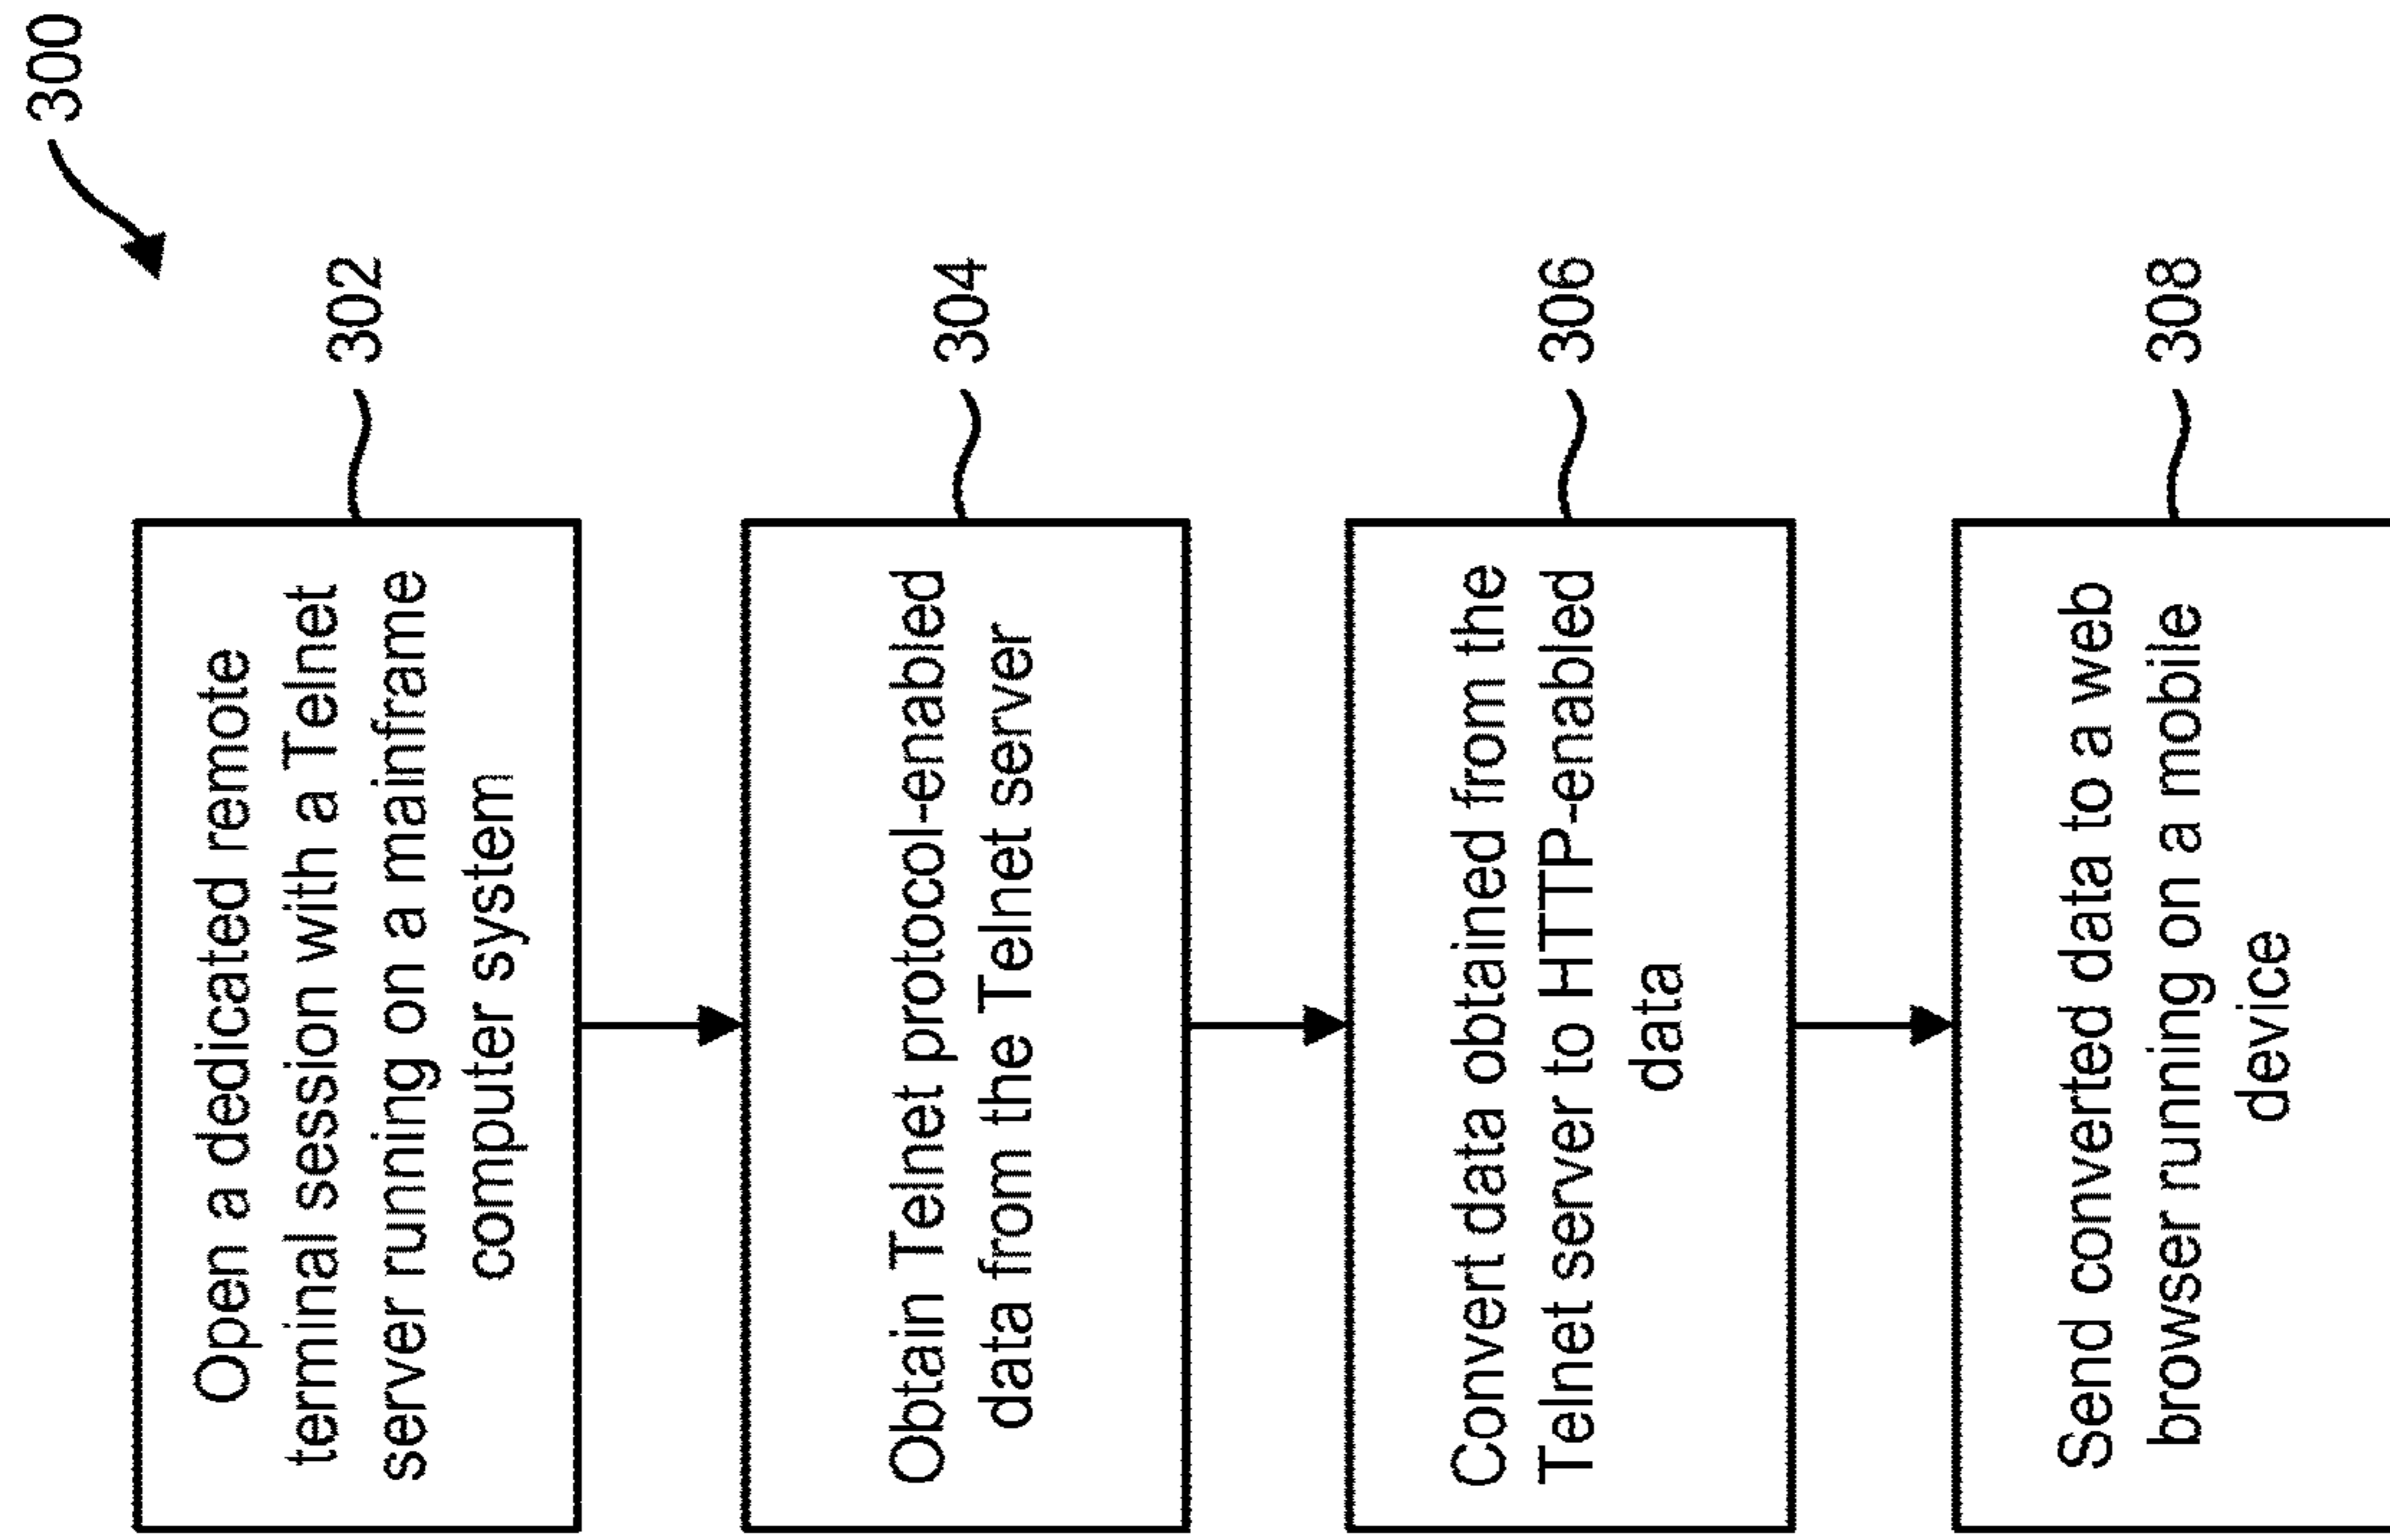 300
Open a dedicated remote
terminal session with a Telnet
server running on a mainframe
computer system
302
Obtain Telnet protocol-enabled
data from the Telnet server
304
Convert data obtained from the
Telnet server to HTTP-enabled
data
306
Send converted data to a web
browser running on a mobile
device
308